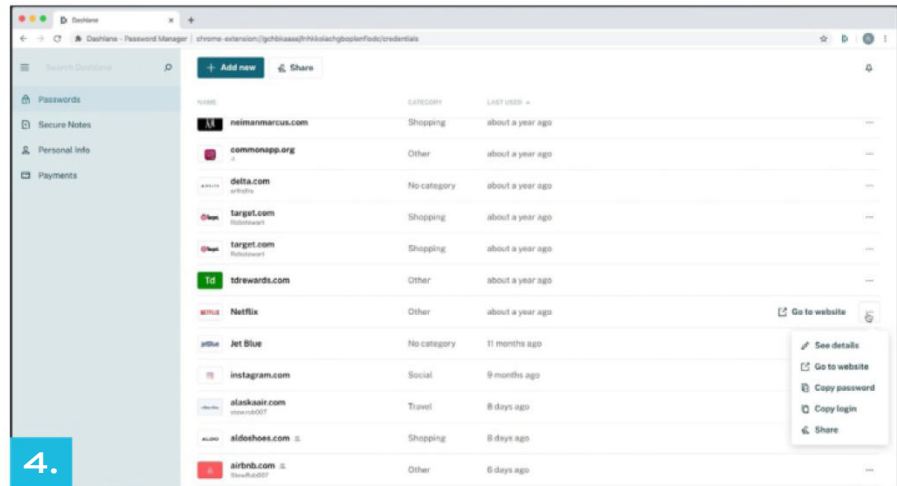 Dashlane
Dashlane - Password Manager
Search Dashlane
Add new
Share
Passwords
Secure Notes
Personal Info
Payments
NAME CATEGORY LAST USED
neimanmarcus.com Shopping about a year ago
commonapp.org Other about a year ago
delta.com No category about a year ago
target.com Shopping about a year ago
target.com Shopping about a year ago
Td tdrewards.com Other about a year ago
NETFLIX Netflix Other about a year ago Go to website
jetBlue Jet Blue No category 11 months ago
See details
instagram.com Social 9 months ago
Go to website
Copy password
alaskaair.com Travel 8 days ago
Copy login
ALDO aldoshoes.com Shopping 8 days ago
Share
airbnb.com Other 6 days ago
4.